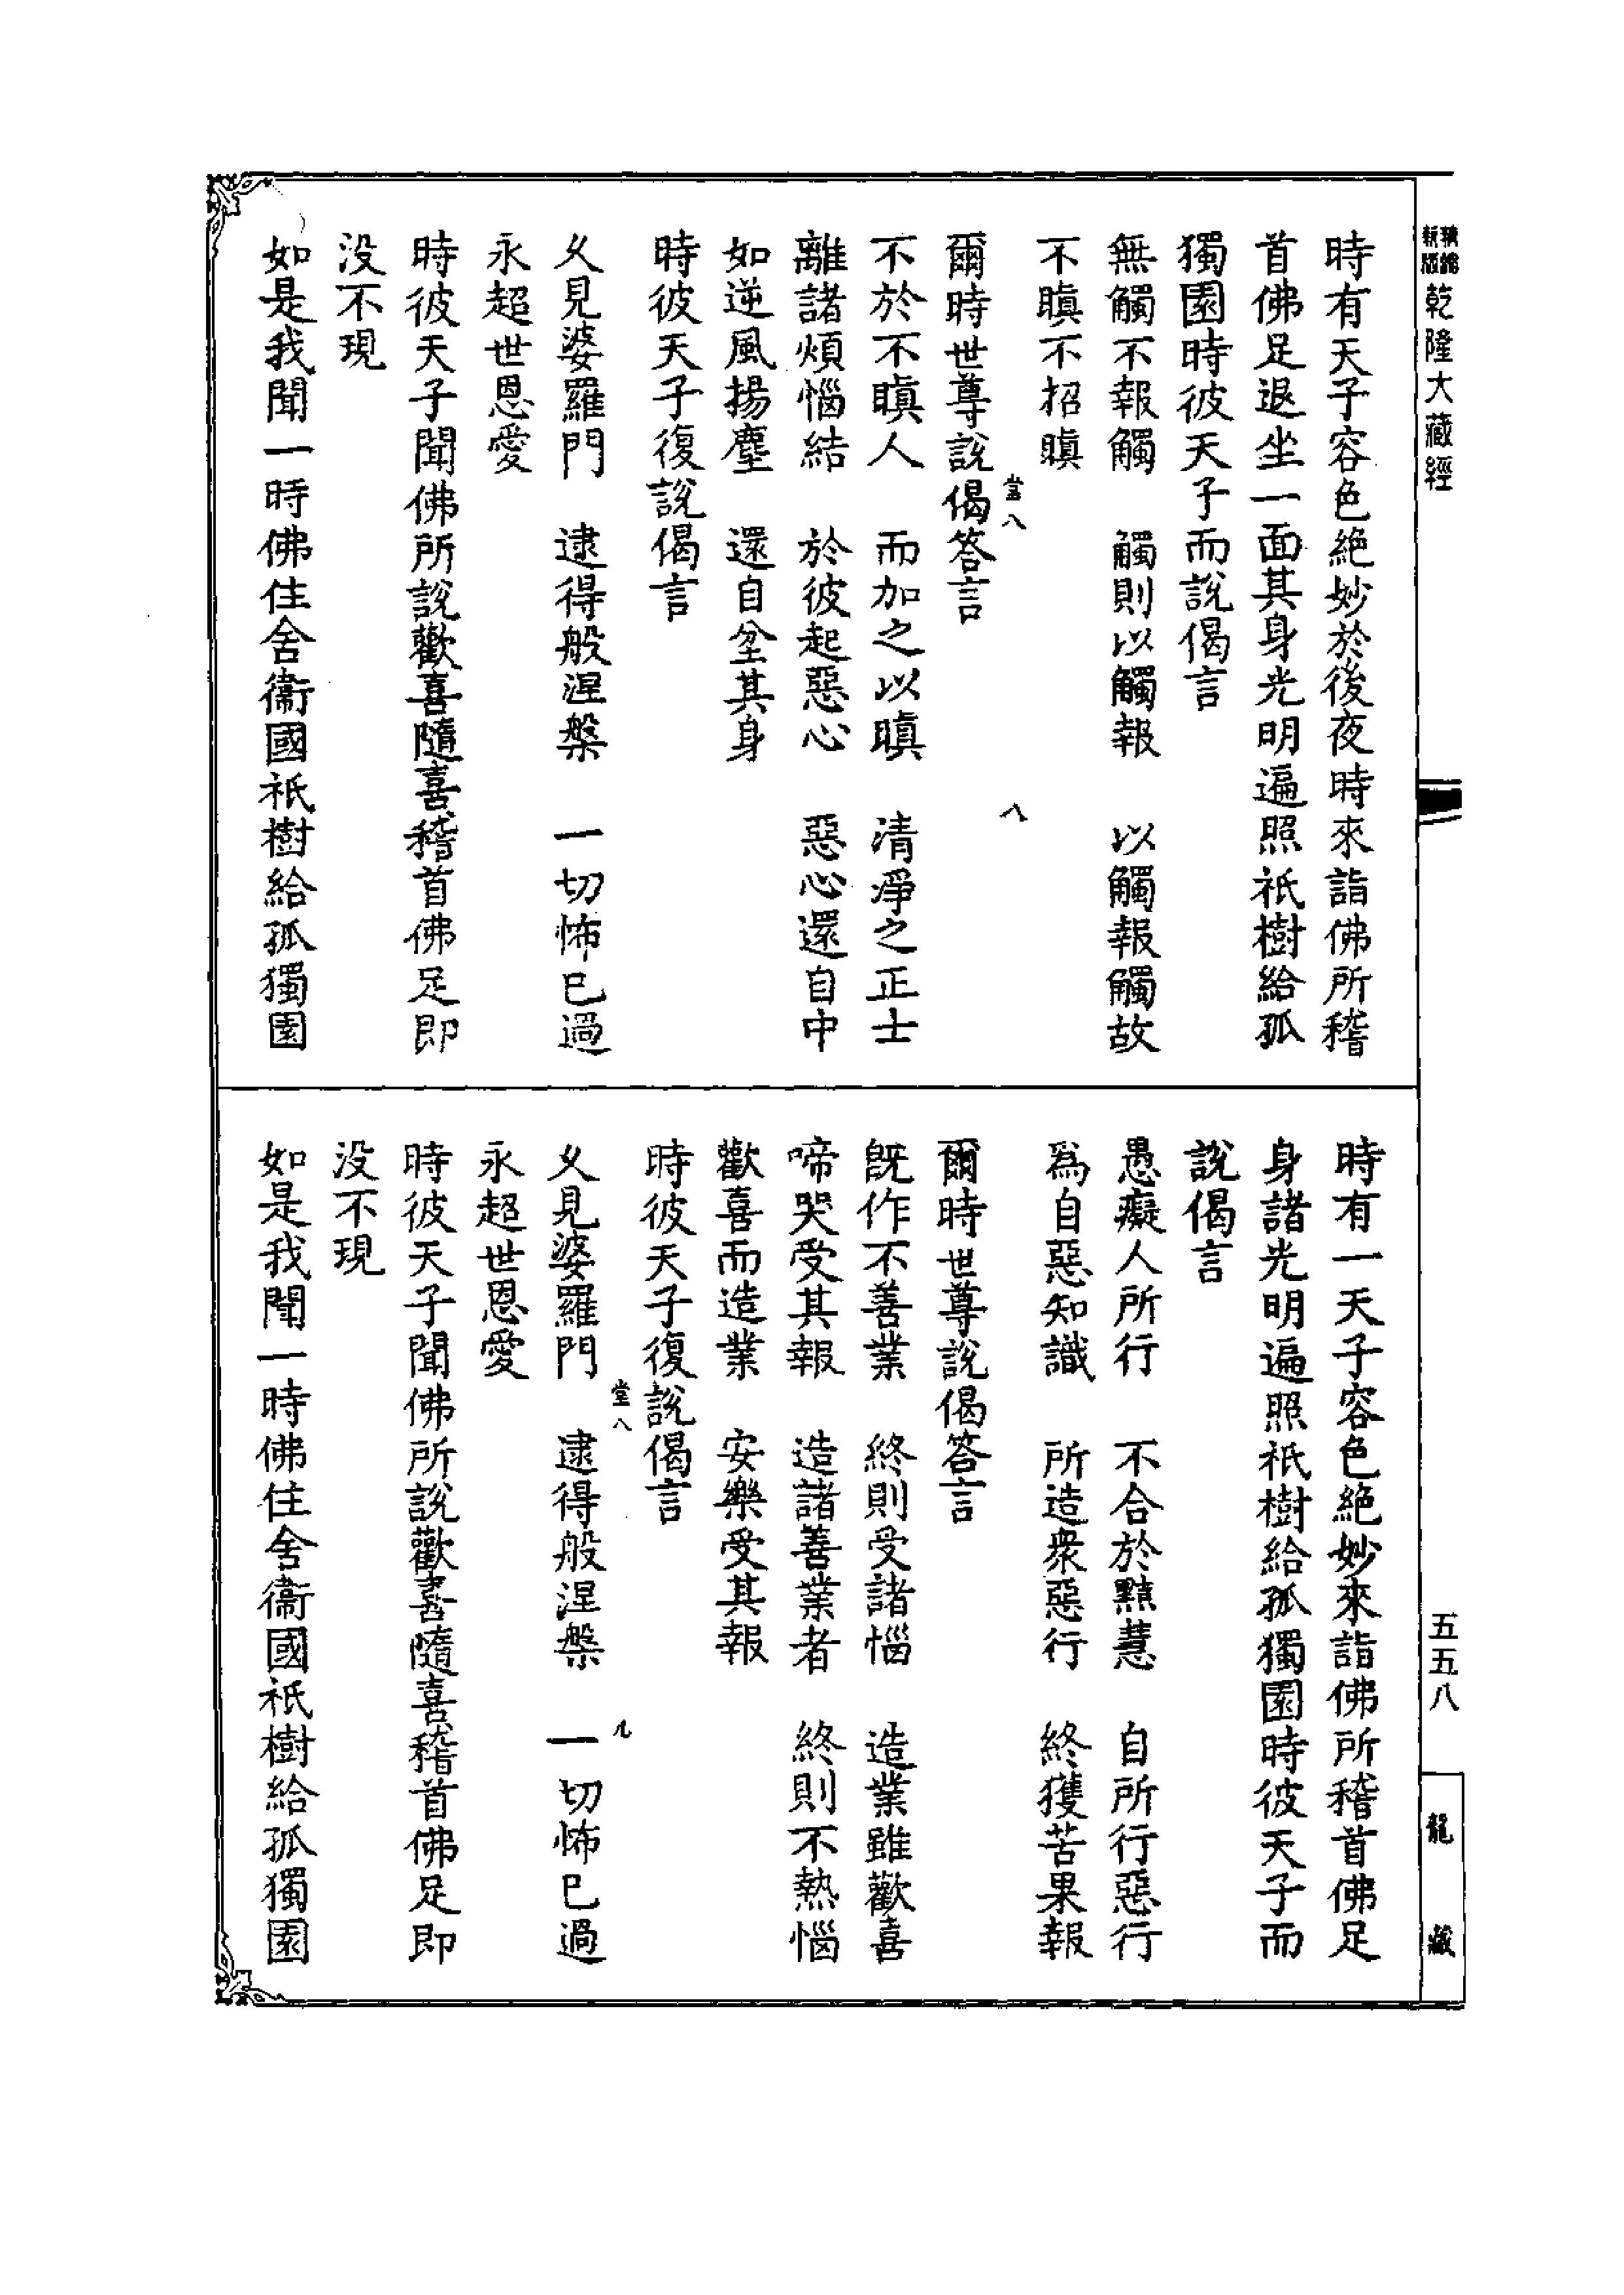 時有天子容色絶妙於後夜時來詣佛所稽
首佛足退坐一面其身光明遍照祇樹給孤
獨園時彼天子而說偈言
無觸不報觸　觸則以觸報　以觸報觸故
不瞋不招瞋
堂八　八
爾時世尊說偈答言
不於不瞋人　而加之以瞋　清淨之正士
離諸煩惱結　於彼起惡心　惡心還自中
如逆風揚塵　還自坌其身
時彼天子復說偈言
乆見婆羅門　逮得般涅槃　一切怖已過
永超世恩愛
時彼天子聞佛所說歡喜隨喜稽首佛足即
没不現
如是我聞一時佛住舍衞國祇樹給孤獨園
時有一天子容色絶妙來詣佛所稽首佛足
身諸光明遍照祇樹給孤獨園時彼天子而
說偈言
愚癡人所行　不合於黠慧　自所行惡行
爲自惡知識　所造衆惡行　終獲苦果報
爾時世尊說偈答言
旣作不善業　終則受諸惱　造業雖歡喜
啼哭受其報　造諸善業者　終則不熱惱
歡喜而造業　安樂受其報
時彼天子復說偈言
堂八　九
乆見婆羅門　逮得般涅槃　一切怖已過
永超世恩愛
時彼天子聞佛所說歡喜隨喜稽首佛足即
没不現
如是我聞一時佛住舍衞國祇樹給孤獨園
新版
乾隆大藏經
五五八
龍藏